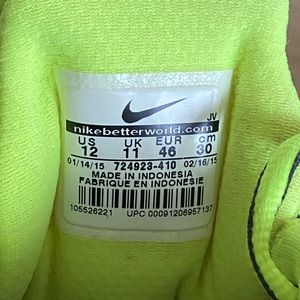 JV
nikebetterworld.com
US UK EUR cm
12 11 46 30
01/14/15 724923-410 02/16/15
MADE IN INDONESIA
FABRIQUE EN INDONESIE
105526221 UPC 00091206957137